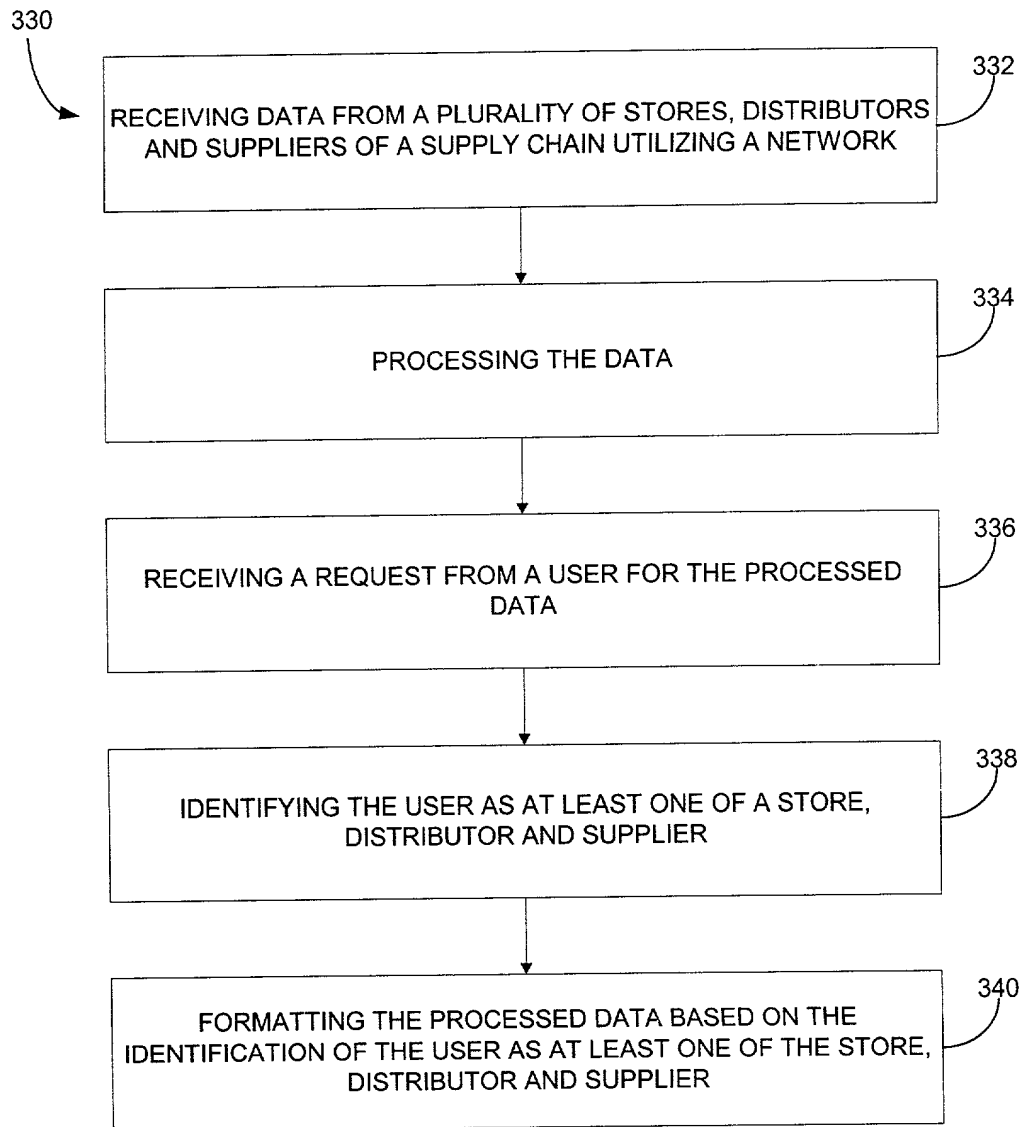 330
332
RECEIVING DATA FROM A PLURALITY OF STORES, DISTRIBUTORS
AND SUPPLIERS OF A SUPPLY CHAIN UTILIZING A NETWORK
334
PROCESSING THE DATA
336
RECEIVING A REQUEST FROM A USER FOR THE PROCESSED
DATA
338
IDENTIFYING THE USER AS AT LEAST ONE OF A STORE,
DISTRIBUTOR AND SUPPLIER
340
FORMATTING THE PROCESSED DATA BASED ON THE
IDENTIFICATION OF THE USER AS AT LEAST ONE OF THE STORE,
DISTRIBUTOR AND SUPPLIER